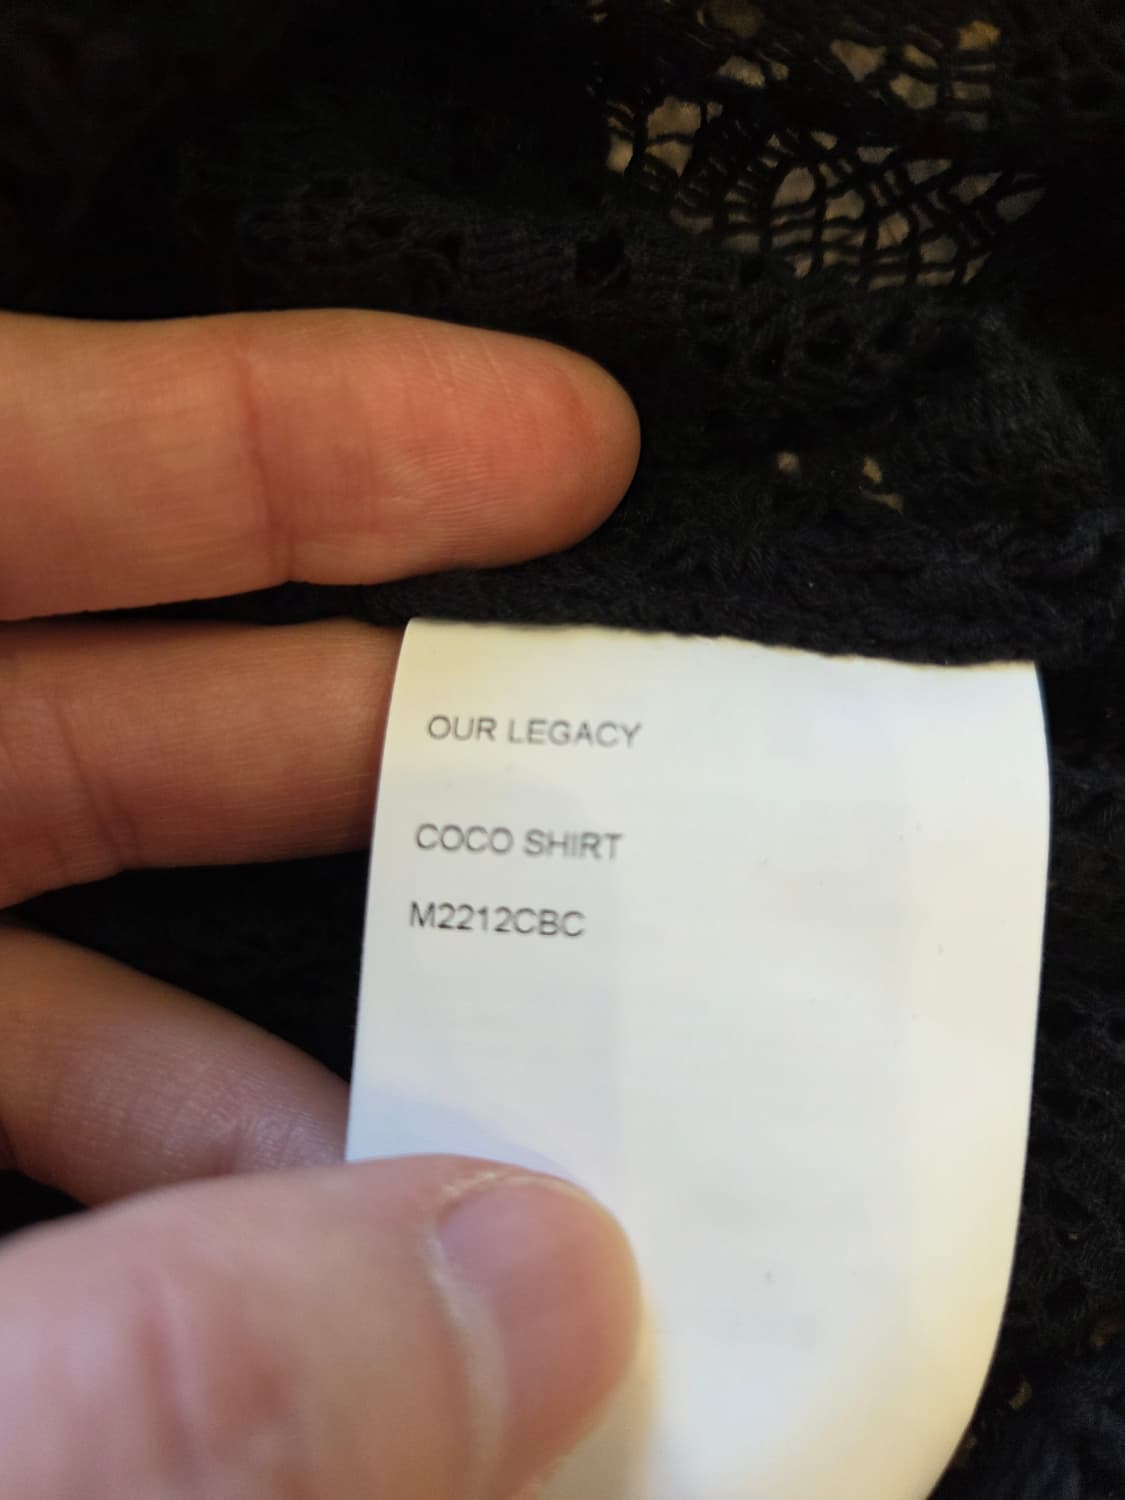 OUR LEGACY
COCO SHIRT
M2212CBC